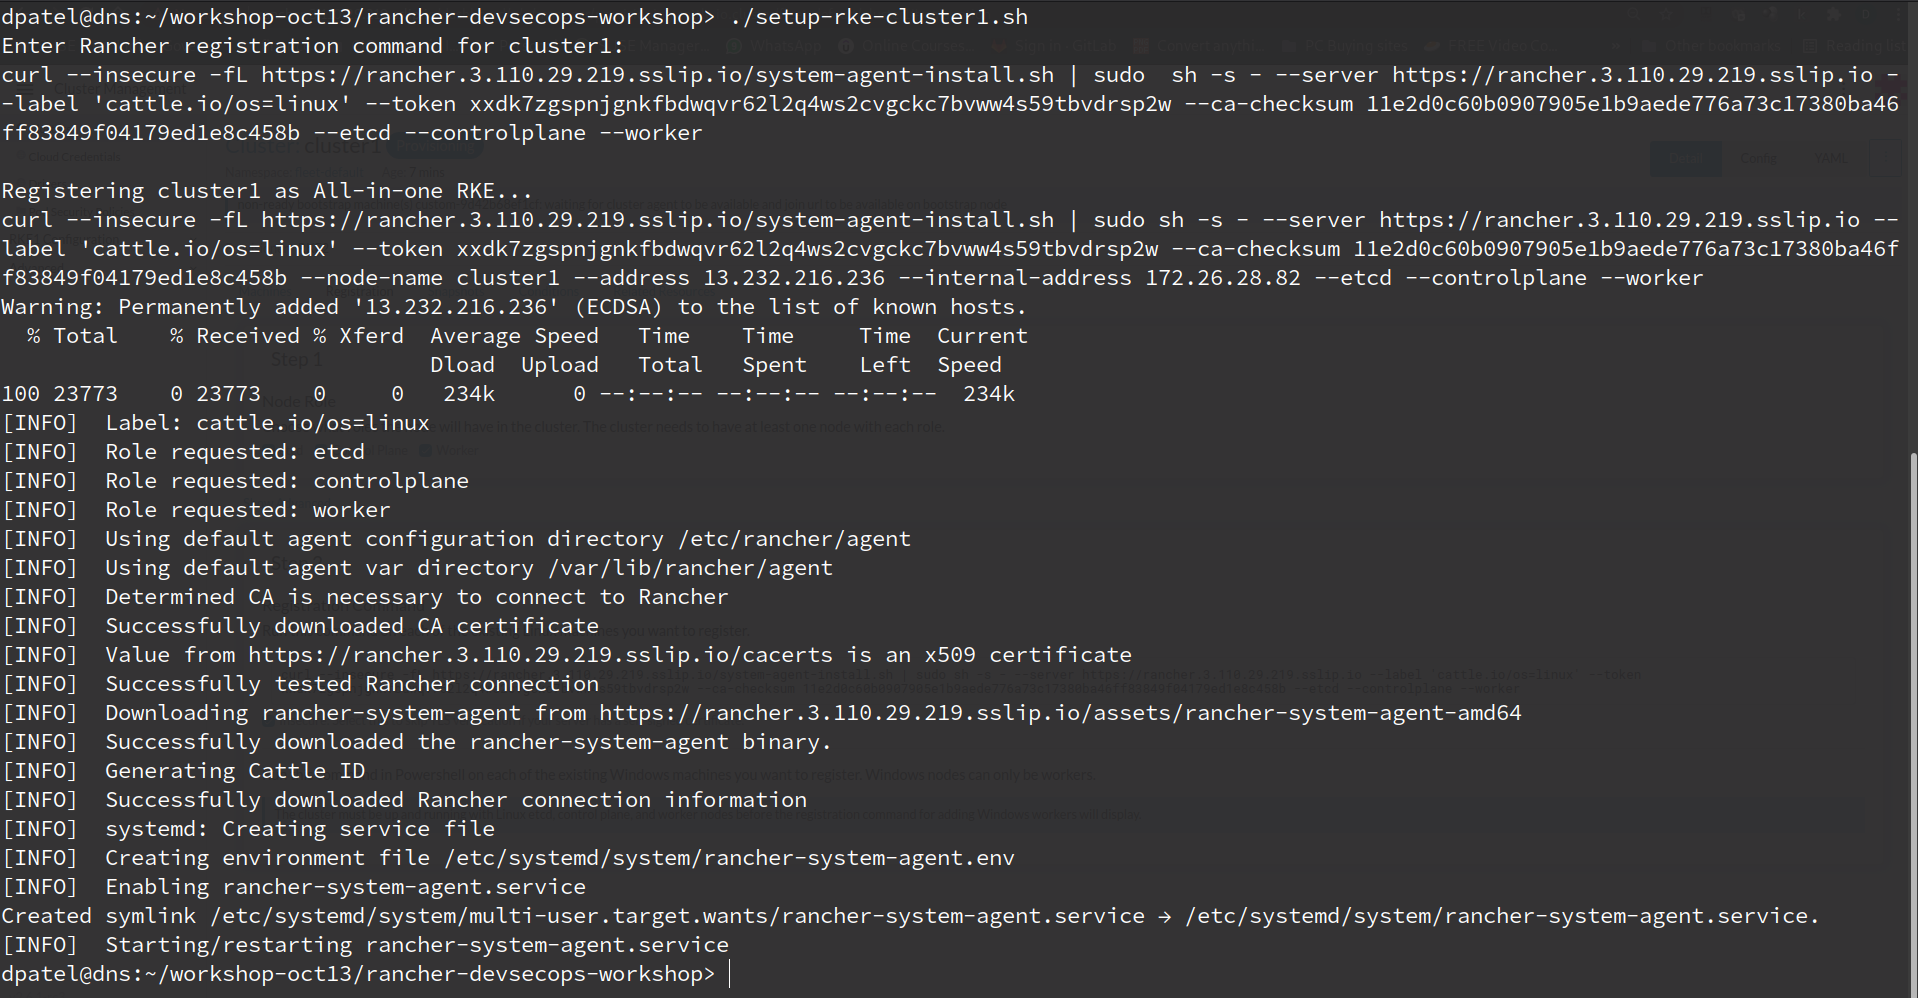 dpatel@dns:~/workshop-oct13/rancher-devsecops-workshop> ./setup-rke-cluster1.sh
Enter Rancher registration command for cluster1:
curl --insecure -fL https://rancher.3.110.29.219.sslip.io/system-agent-install.sh | sudo  sh -s - --server https://rancher.3.110.29.219.sslip.io -
-label 'cattle.io/os=linux' --token xxdk7zgspnjgnkfbdwqvr62l2q4ws2cvgckc7bvww4s59tbvdrsp2w --ca-checksum 11e2d0c60b0907905e1b9aede776a73c17380ba46
ff83849f04179ed1e8c458b --etcd --controlplane --worker
Registering cluster1 as All-in-one RKE...
curl --insecure -fL https://rancher.3.110.29.219.sslip.io/system-agent-install.sh | sudo sh -s - --server https://rancher.3.110.29.219.sslip.io --
label 'cattle.io/os=linux' --token xxdk7zgspnjgnkfbdwqvr62l2q4ws2cvgckc7bvww4s59tbvdrsp2w --ca-checksum 11e2d0c60b0907905e1b9aede776a73c17380ba46f
f83849f04179ed1e8c458b --node-name cluster1 --address 13.232.216.236 --internal-address 172.26.28.82 --etcd --controlplane --worker
Warning: Permanently added '13.232.216.236' (ECDSA) to the list of known hosts.
  % Total    % Received % Xferd  Average Speed   Time    Time     Time  Current
                                 Dload  Upload   Total   Spent    Left  Speed
100 23773    0 23773    0     0   234k      0 --:--:-- --:--:-- --:--:--  234k
[INFO]  Label: cattle.io/os=linux
[INFO]  Role requested: etcd
[INFO]  Role requested: controlplane
[INFO]  Role requested: worker
[INFO]  Using default agent configuration directory /etc/rancher/agent
[INFO]  Using default agent var directory /var/lib/rancher/agent
[INFO]  Determined CA is necessary to connect to Rancher
[INFO]  Successfully downloaded CA certificate
[INFO]  Value from https://rancher.3.110.29.219.sslip.io/cacerts is an x509 certificate
[INFO]  Successfully tested Rancher connection
[INFO]  Downloading rancher-system-agent from https://rancher.3.110.29.219.sslip.io/assets/rancher-system-agent-amd64
[INFO]  Successfully downloaded the rancher-system-agent binary.
[INFO]  Generating Cattle ID
[INFO]  Successfully downloaded Rancher connection information
[INFO]  systemd: Creating service file
[INFO]  Creating environment file /etc/systemd/system/rancher-system-agent.env
[INFO]  Enabling rancher-system-agent.service
Created symlink /etc/systemd/system/multi-user.target.wants/rancher-system-agent.service → /etc/systemd/system/rancher-system-agent.service.
[INFO]  Starting/restarting rancher-system-agent.service
dpatel@dns:~/workshop-oct13/rancher-devsecops-workshop>